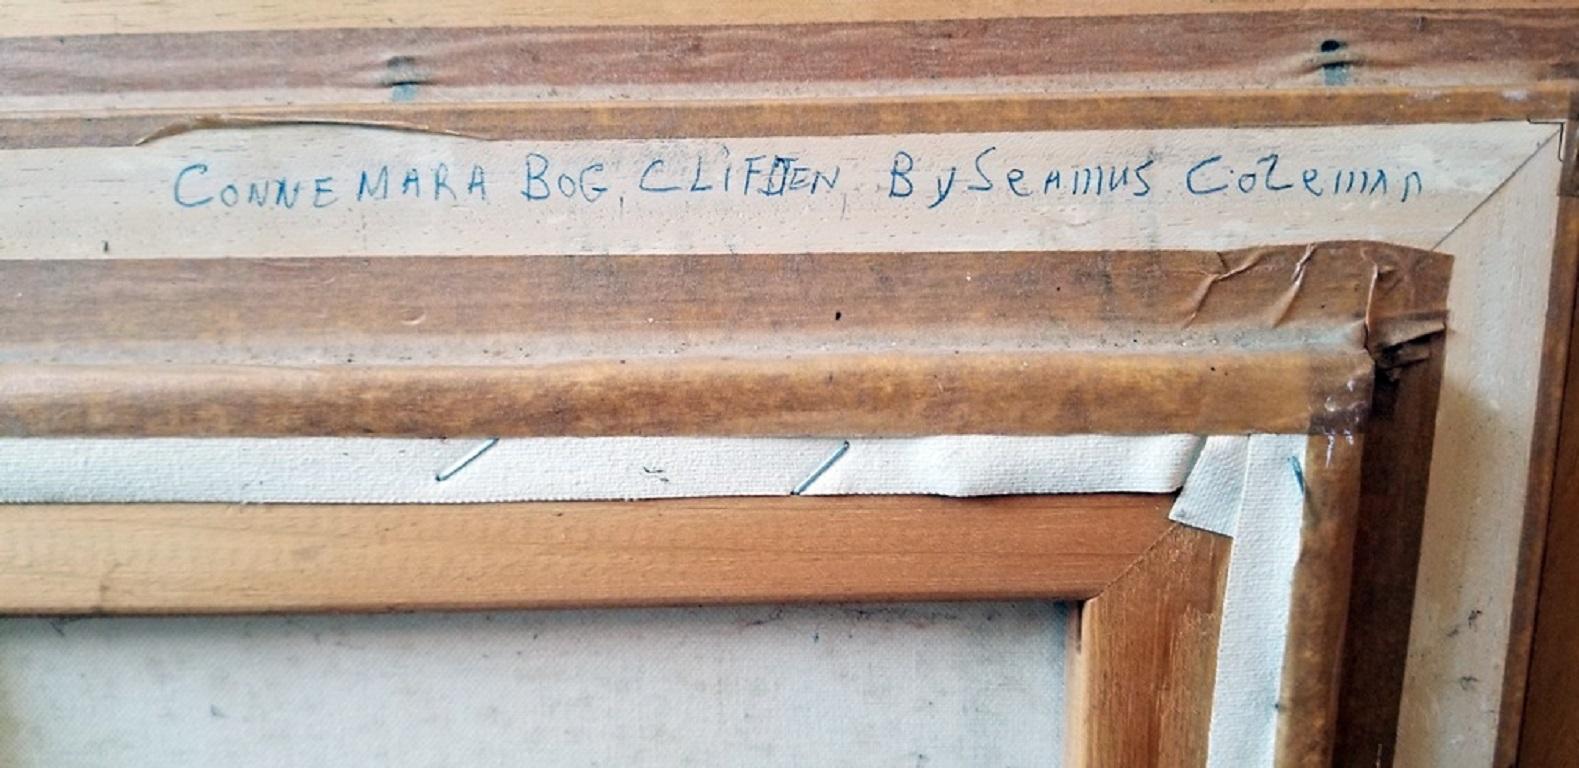 CONNEMARA BOG, CLIFDEN, By SeAmus Coleman